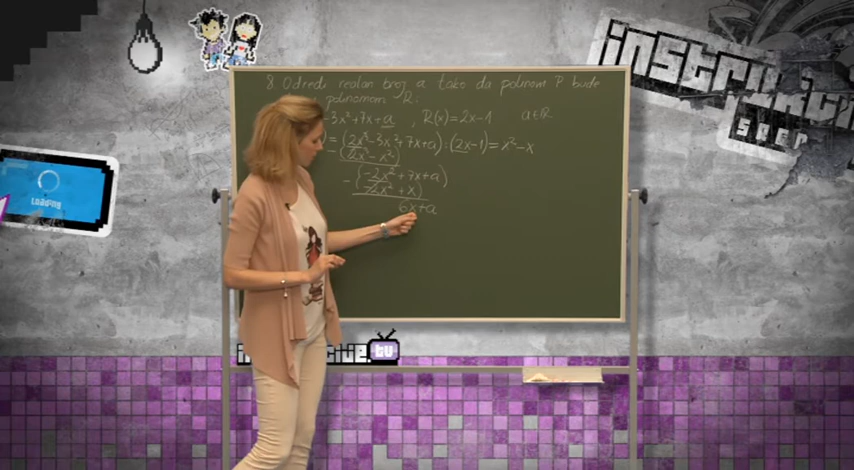 8. Odredi realan broj a tako da polinom P bude
polinomom R:
-3x²+7x+a , R(x)=2x-1 a∈R
)=(2x³-3x²+7x+a):(2x-1)=x²-x
-(2x³-x²)
-(-2x²+7x+a)
-2x²+x)
6x+a
Loading
instruk